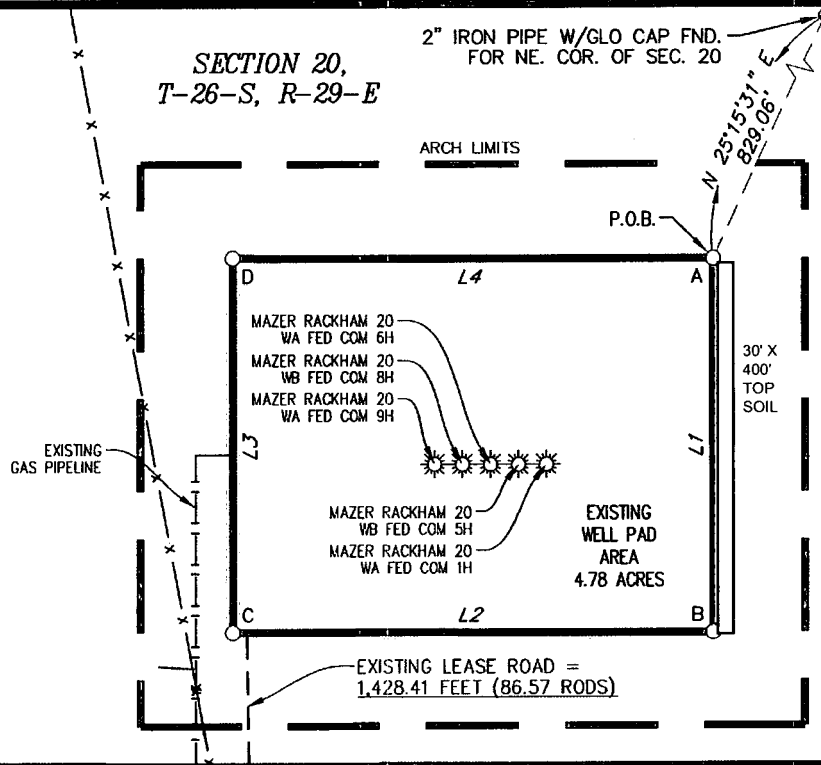 2" IRON PIPE W/GLO CAP FND.
FOR NE. COR. OF SEC. 20
SECTION 20,
T-26-S, R-29-E
N 25°15'31" E
829.06'
ARCH LIMITS
P.O.B.
D
L4
A
MAZER RACKHAM 20
WA FED COM 6H
MAZER RACKHAM 20
WB FED COM 8H
MAZER RACKHAM 20
WA FED COM 9H
30' X
400'
TOP
SOIL
L3
L1
EXISTING
GAS PIPELINE
MAZER RACKHAM 20
WB FED COM 5H
MAZER RACKHAM 20
WA FED COM 1H
EXISTING
WELL PAD
AREA
4.78 ACRES
C
L2
B
EXISTING LEASE ROAD =
1,428.41 FEET (86.57 RODS)